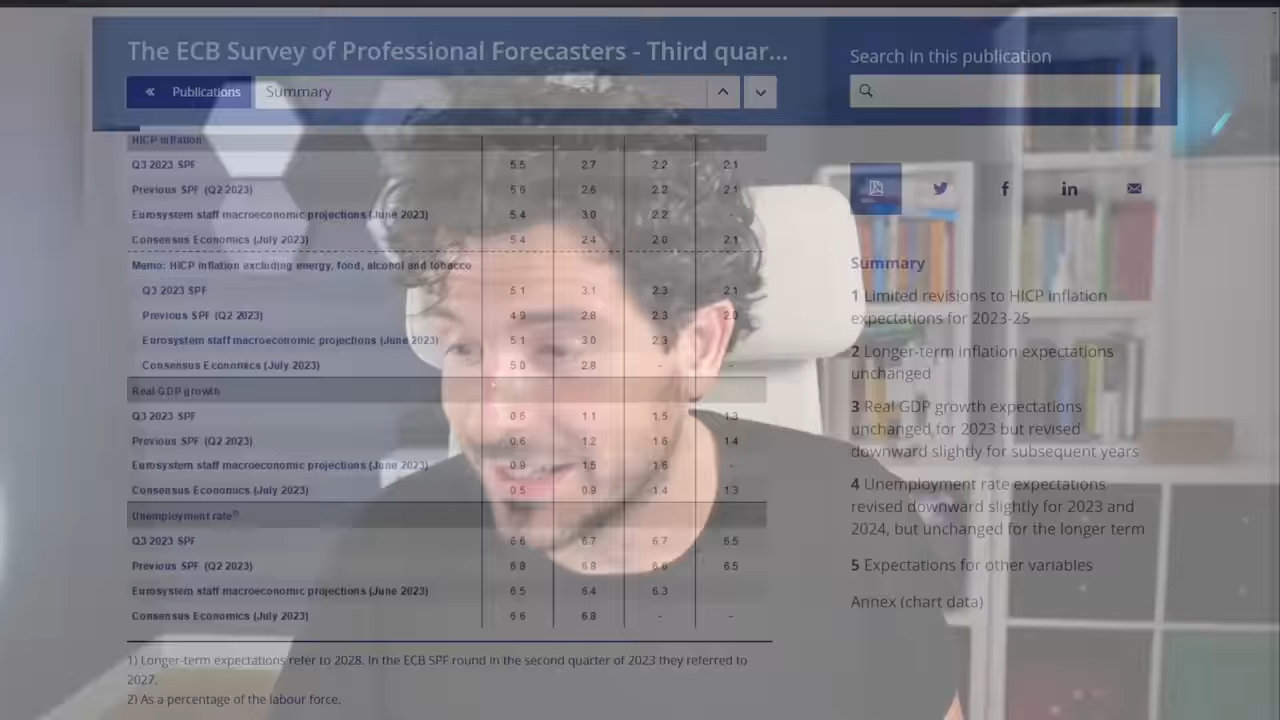 The ECB Survey of Professional Forecasters - Third quar...
Search in this publication
« Publications Summary
HICP inflation
Q3 2023 SPF 5.5 2.7 2.2 2.1
Previous SPF (Q2 2023) 5.6 2.6 2.2 2.1
Eurosystem staff macroeconomic projections (June 2023) 5.4 3.0 2.2 -
Consensus Economics (July 2023) 5.4 2.4 2.0 2.1
Memo: HICP inflation excluding energy, food, alcohol and tobacco
Q3 2023 SPF 5.1 3.1 2.3 2.1
Previous SPF (Q2 2023) 4.9 2.8 2.3 2.0
Eurosystem staff macroeconomic projections (June 2023) 5.1 3.0 2.3
Consensus Economics (July 2023) 5.0 2.8 - -
Real GDP growth
Q3 2023 SPF 0.6 1.1 1.5 1.3
Previous SPF (Q2 2023) 0.6 1.2 1.6 1.4
Eurosystem staff macroeconomic projections (June 2023) 0.9 1.5 1.6 -
Consensus Economics (July 2023) 0.5 0.9 1.4 1.3
Unemployment rate²⁾
Q3 2023 SPF 6.6 6.7 6.7 6.5
Previous SPF (Q2 2023) 6.8 6.8 6.6 6.5
Eurosystem staff macroeconomic projections (June 2023) 6.5 6.4 6.3
Consensus Economics (July 2023) 6.6 6.8 - -
1) Longer-term expectations refer to 2028. In the ECB SPF round in the second quarter of 2023 they referred to
2027.
2) As a percentage of the labour force.
Summary
1 Limited revisions to HICP inflation
expectations for 2023-25
2 Longer-term inflation expectations
unchanged
3 Real GDP growth expectations
unchanged for 2023 but revised
downward slightly for subsequent years
4 Unemployment rate expectations
revised downward slightly for 2023 and
2024, but unchanged for the longer term
5 Expectations for other variables
Annex (chart data)